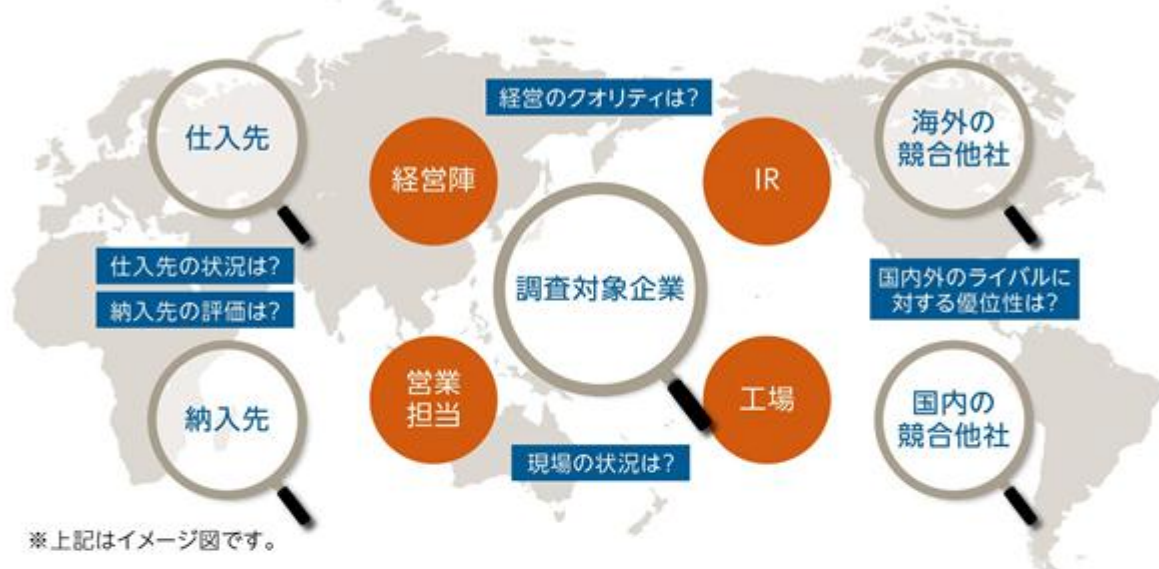 経営のクオリティは?
仕入先
海外の
競合他社
経営陣
IR
仕入先の状況は?
納入先の評価は?
調査対象企業
国内外のライバルに
対する優位性は?
営業
担当
工場
納入先
国内の
競合他社
現場の状況は?
※上記はイメージ図です。